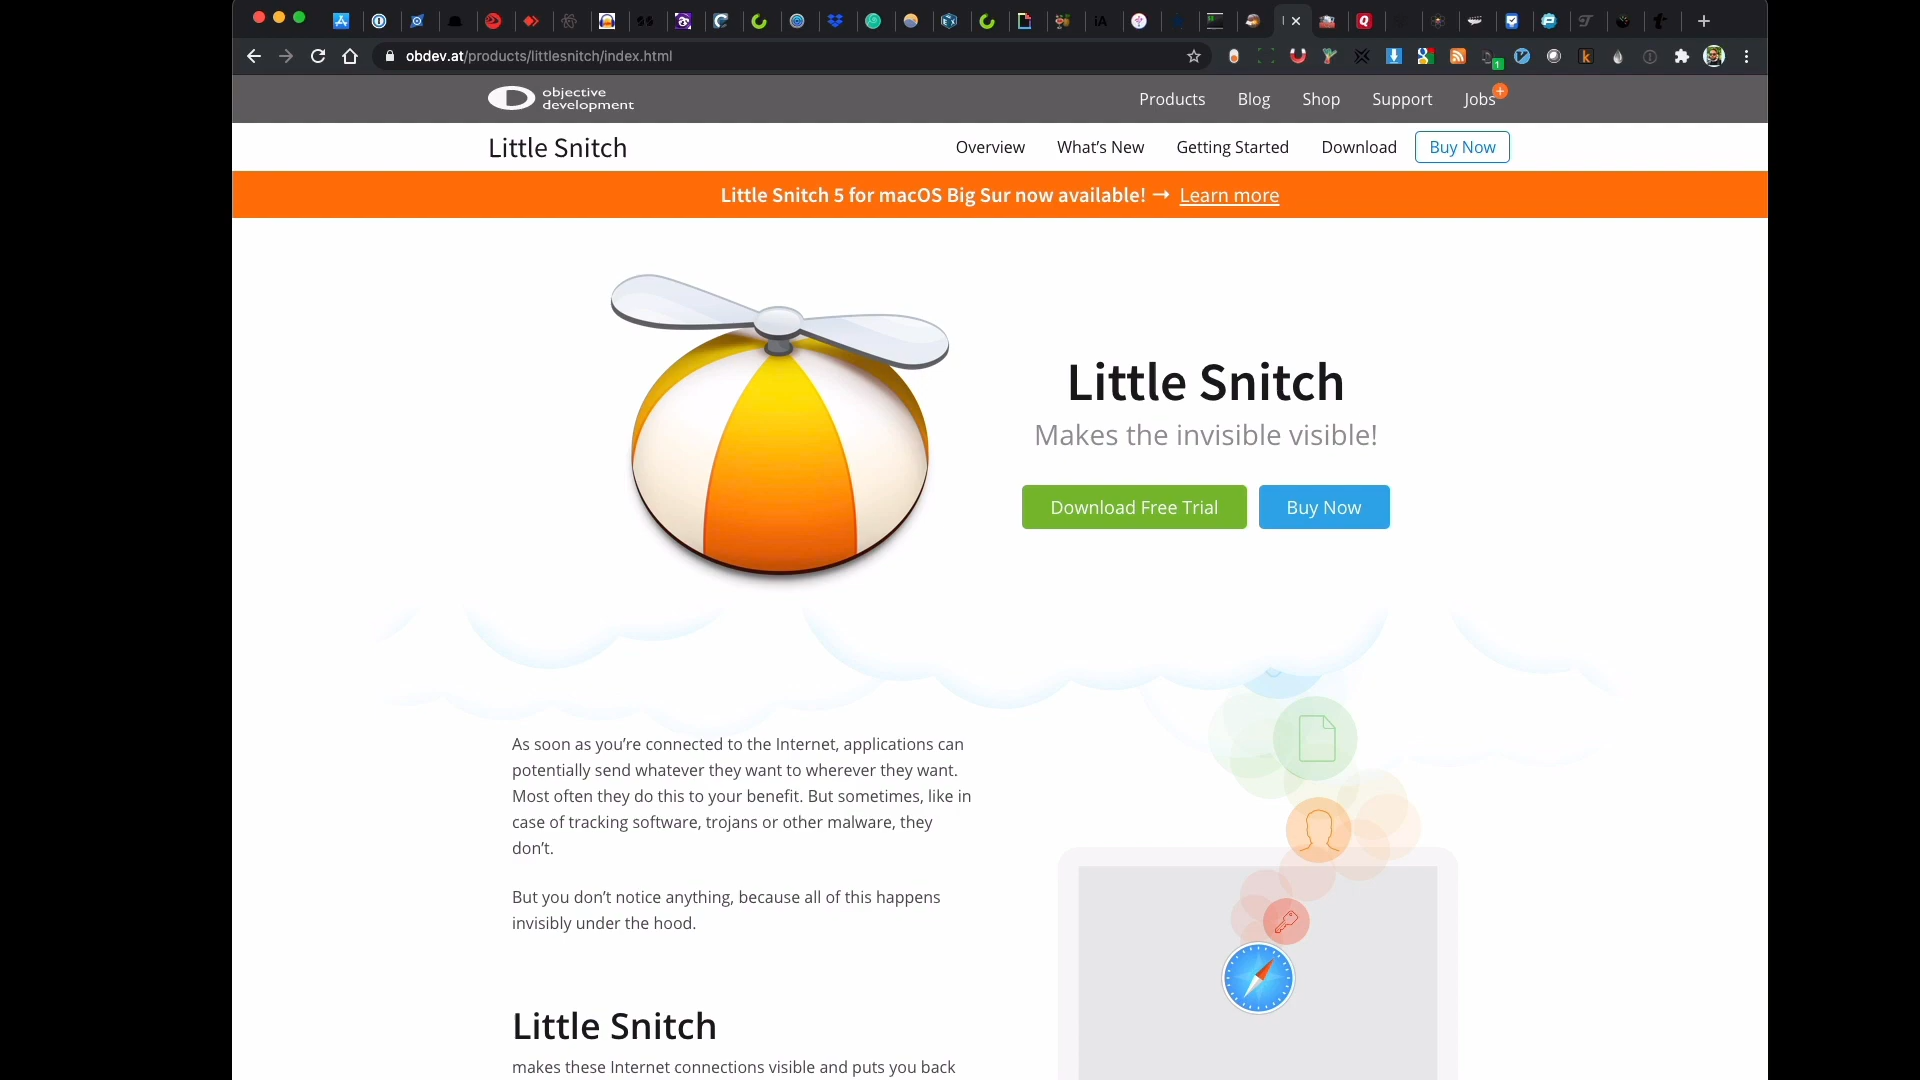 iA
obdev.at/products/littlesnitch/index.html
1
objective
development
Products Blog Shop Support Jobs
Little Snitch
Overview What's New Getting Started Download Buy Now
Little Snitch 5 for macOS Big Sur now available! → Learn more
Little Snitch
Makes the invisible visible!
Download Free Trial Buy Now
As soon as you're connected to the Internet, applications can
potentially send whatever they want to wherever they want.
Most often they do this to your benefit. But sometimes, like in
case of tracking software, trojans or other malware, they
don't.
But you don't notice anything, because all of this happens
invisibly under the hood.
Little Snitch
makes these Internet connections visible and puts you back